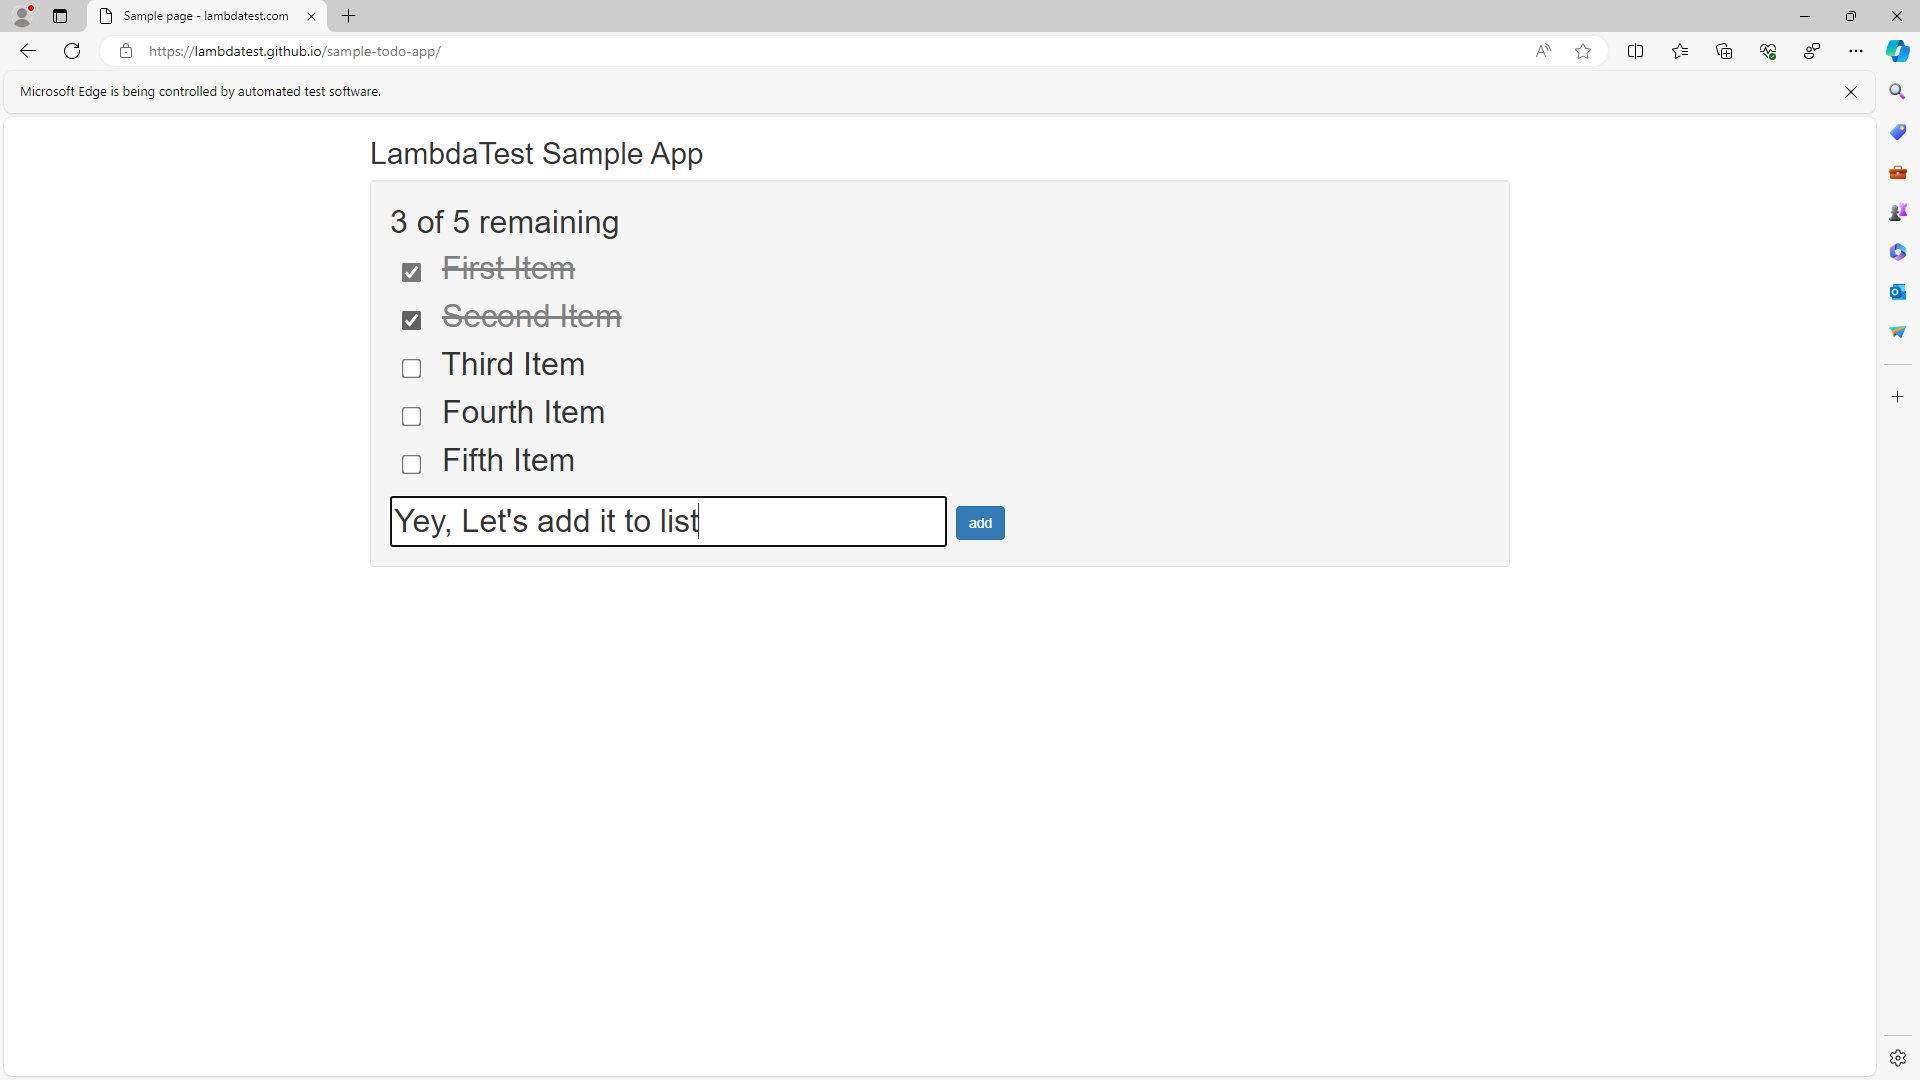 Sample page - lambdatest.com
https://lambdatest.github.io/sample-todo-app/
Microsoft Edge is being controlled by automated test software.
LambdaTest Sample App
3 of 5 remaining
First Item
Second Item
Third Item
Fourth Item
Fifth Item
Yey, Let's add it to list
add